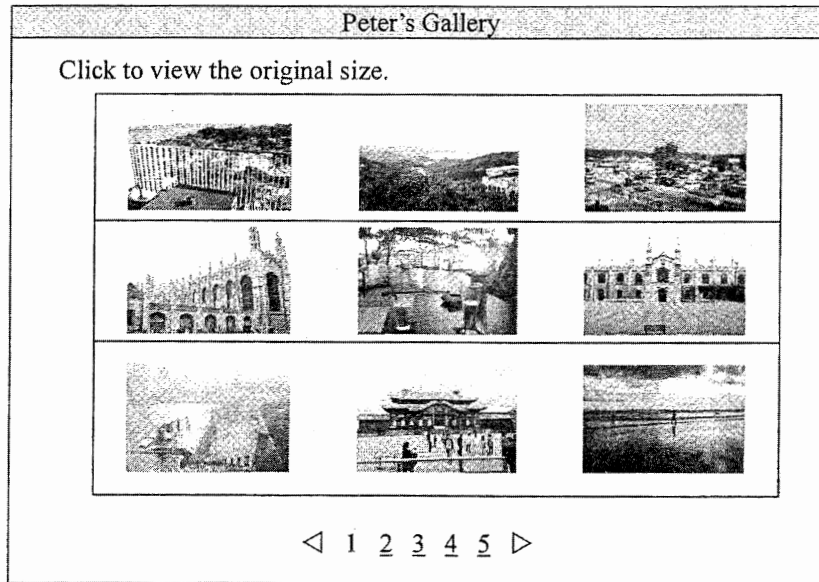 Peter's Gallery
Click to view the original size.
◁ 1 2 3 4 5 ▷